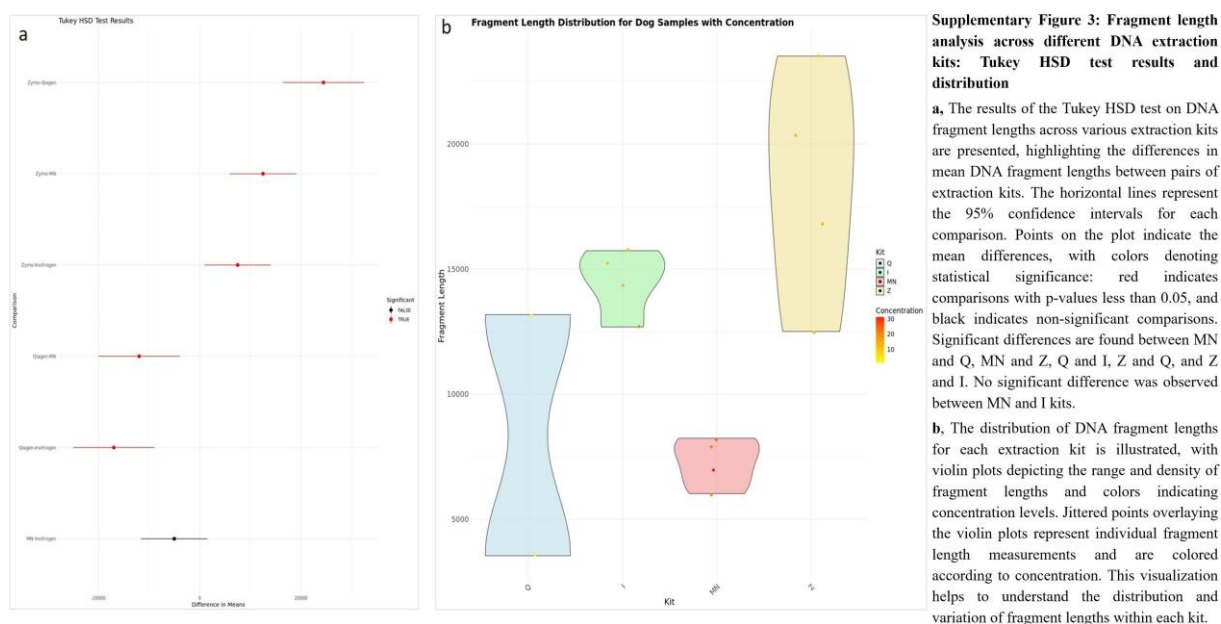 Tukey HSD Test Results
a
Zymo-Qiagen
Zymo-MN
Zymo-Invitrogen
Qiagen-MN
Qiagen-Invitrogen
MN-Invitrogen
Comparison
-2000
0
2000
Difference in Means
Significant
FALSE
TRUE
b
Fragment Length Distribution for Dog Samples with Concentration
20000
15000
10000
5000
Fragment Length
Q
I
MN
Z
Kit
Kit
Q
I
MN
Z
Concentration
30
20
10
Supplementary Figure 3: Fragment length
analysis across different DNA extraction
kits: Tukey HSD test results and
distribution
a, The results of the Tukey HSD test on DNA
fragment lengths across various extraction kits
are presented, highlighting the differences in
mean DNA fragment lengths between pairs of
extraction kits. The horizontal lines represent
the 95% confidence intervals for each
comparison. Points on the plot indicate the
mean differences, with colors denoting
statistical significance: red indicates
comparisons with p-values less than 0.05, and
black indicates non-significant comparisons.
Significant differences are found between MN
and Q, MN and Z, Q and I, Z and Q, and Z
and I. No significant difference was observed
between MN and I kits.
b, The distribution of DNA fragment lengths
for each extraction kit is illustrated, with
violin plots depicting the range and density of
fragment lengths and colors indicating
concentration levels. Jittered points overlaying
the violin plots represent individual fragment
length measurements and are colored
according to concentration. This visualization
helps to understand the distribution and
variation of fragment lengths within each kit.